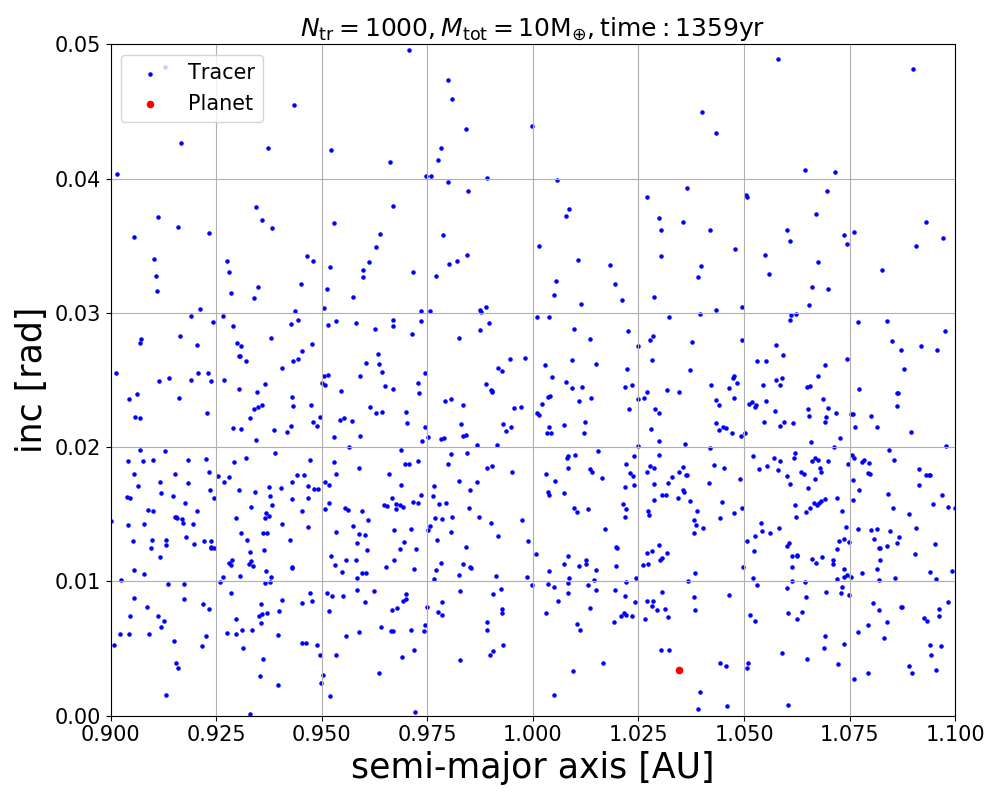 N_tr = 1000, M_tot = 10M_⊕, time : 1359yr
Tracer
Planet
inc [rad]
0.05
0.04
0.03
0.02
0.01
0.00
0.900 0.925 0.950 0.975 1.000 1.025 1.050 1.075 1.100
semi-major axis [AU]